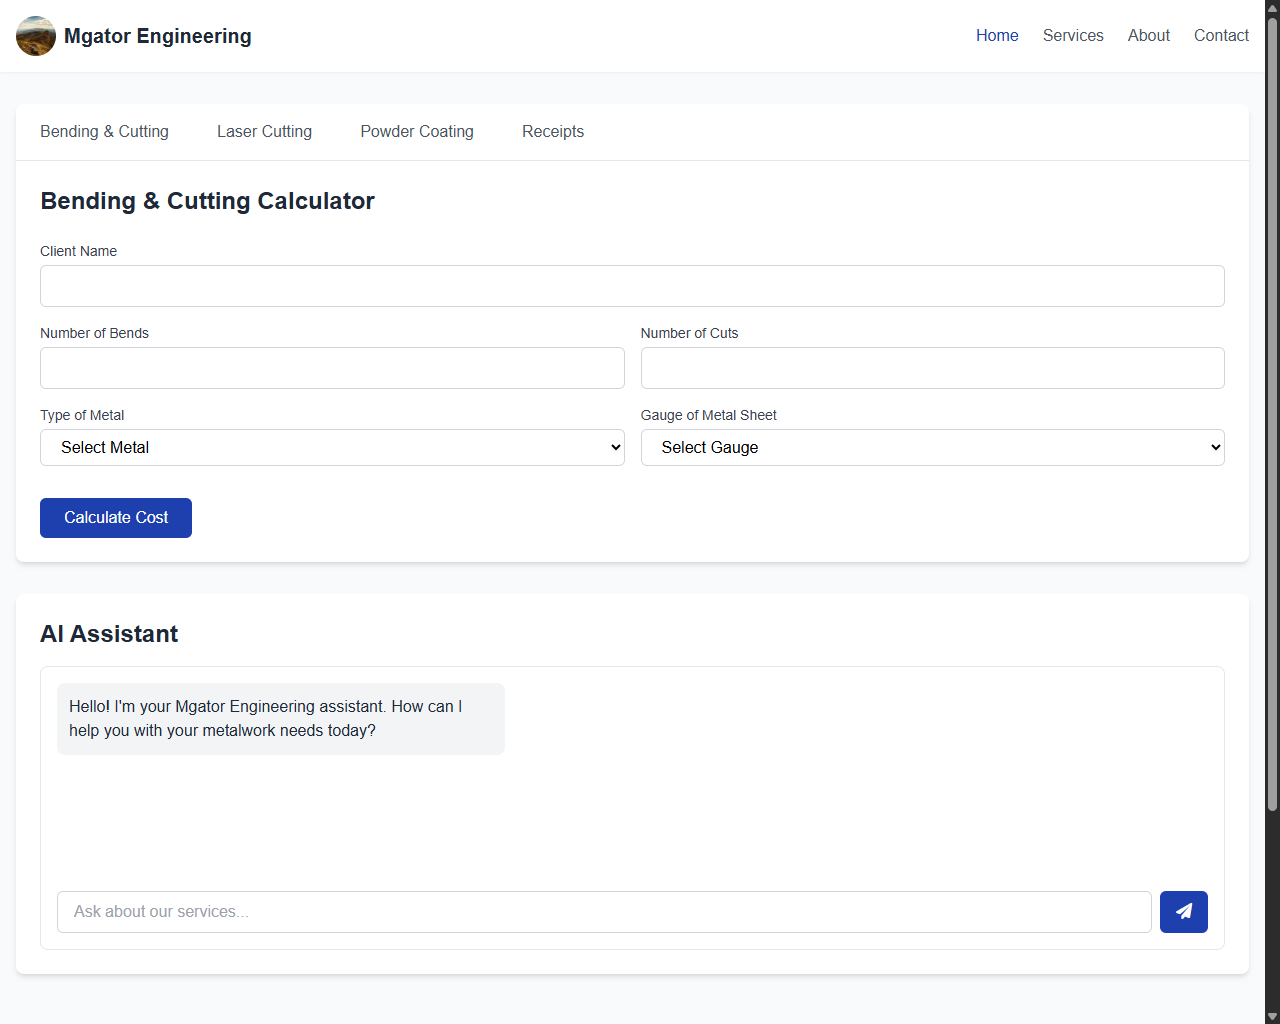 Mgator Engineering
Home
Services
About
Contact
Bending & Cutting
Laser Cutting
Powder Coating
Receipts
Bending & Cutting Calculator
Client Name
Number of Bends
Number of Cuts
Type of Metal
Gauge of Metal Sheet
Select Metal
Select Gauge
Calculate Cost
AI Assistant
Hello! I'm your Mgator Engineering assistant. How can I
help you with your metalwork needs today?
Ask about our services...